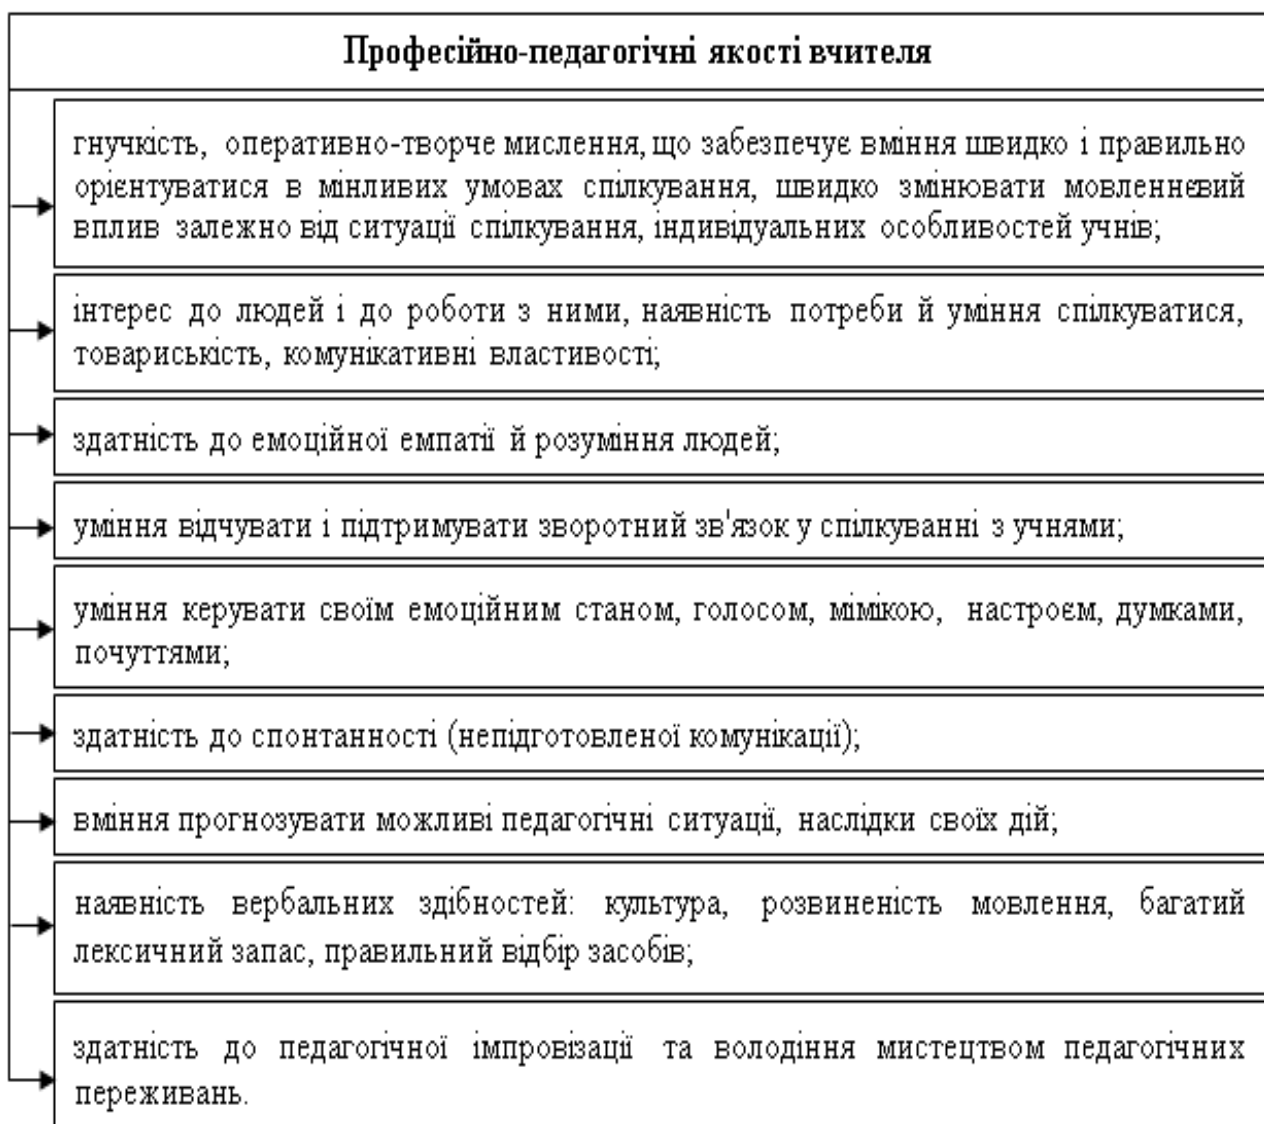 Професійно-педагогічні якості вчителя
гнучкість, оперативно-творче мислення, що забезпечує вміння швидко і правильно
орієнтуватися в мінливих умовах спілкування, швидко змінювати мовленнєвий
вплив залежно від ситуації спілкування, індивідуальних особливостей учнів;
інтерес до людей і до роботи з ними, наявність потреби й уміння спілкуватися,
товариськість, комунікативні властивості;
здатність до емоційної емпатії й розуміння людей;
уміння відчувати і підтримувати зворотний зв'язок у спілкуванні з учнями;
уміння керувати своїм емоційним станом, голосом, мімікою, настроєм, думками,
почуттями;
здатність до спонтанності (непідготовленої комунікації);
вміння прогнозувати можливі педагогічні ситуації, наслідки своїх дій;
наявність вербальних здібностей: культура, розвиненість мовлення, багатий
лексичний запас, правильний відбір засобів;
здатність до педагогічної імпровізації та володіння мистецтвом педагогічних
переживань.